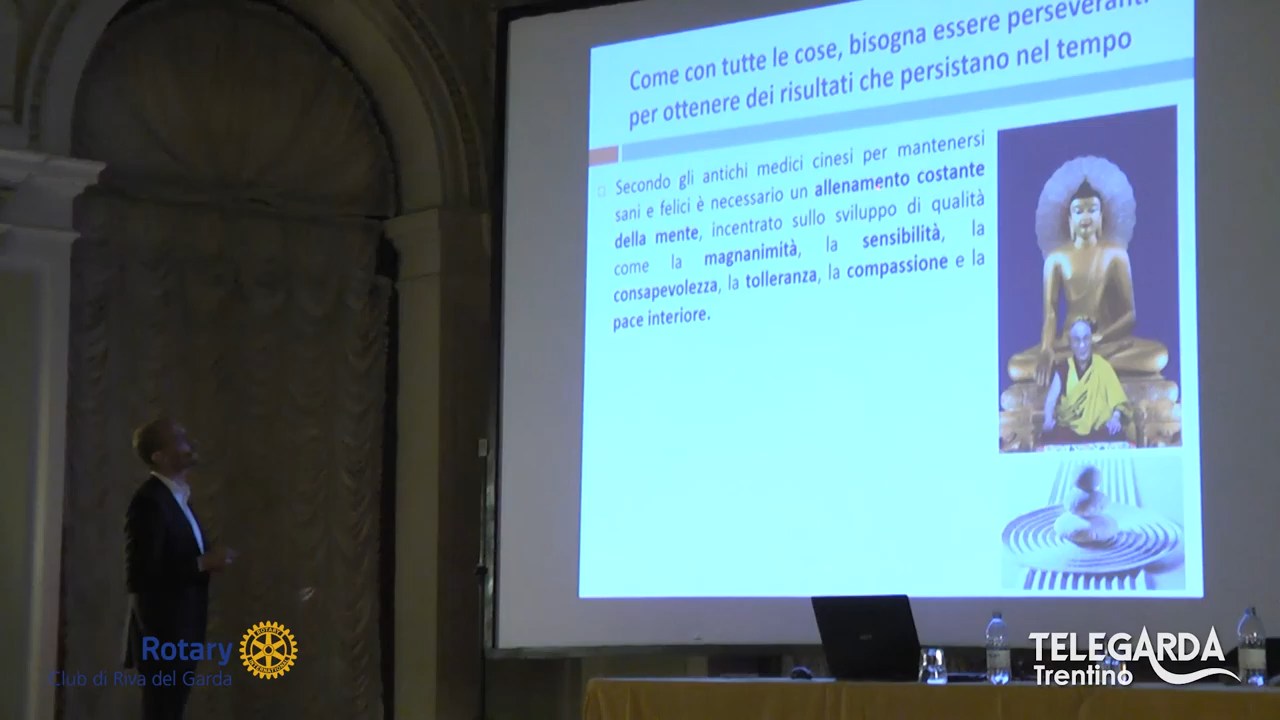 Come con tutte le cose, bisogna essere perseveranti
per ottenere dei risultati che persistano nel tempo
Secondo gli antichi medici cinesi per mantenersi
sani e felici è necessario un allenamento costante
della mente, incentrato sullo sviluppo di qualità
come la magnanimità, la sensibilità, la
consapevolezza, la tolleranza, la compassione e la
pace interiore.
Rotary
Club di Riva del Garda
ROTARY
INTERNATIONAL
TELEGARDA
Trentino